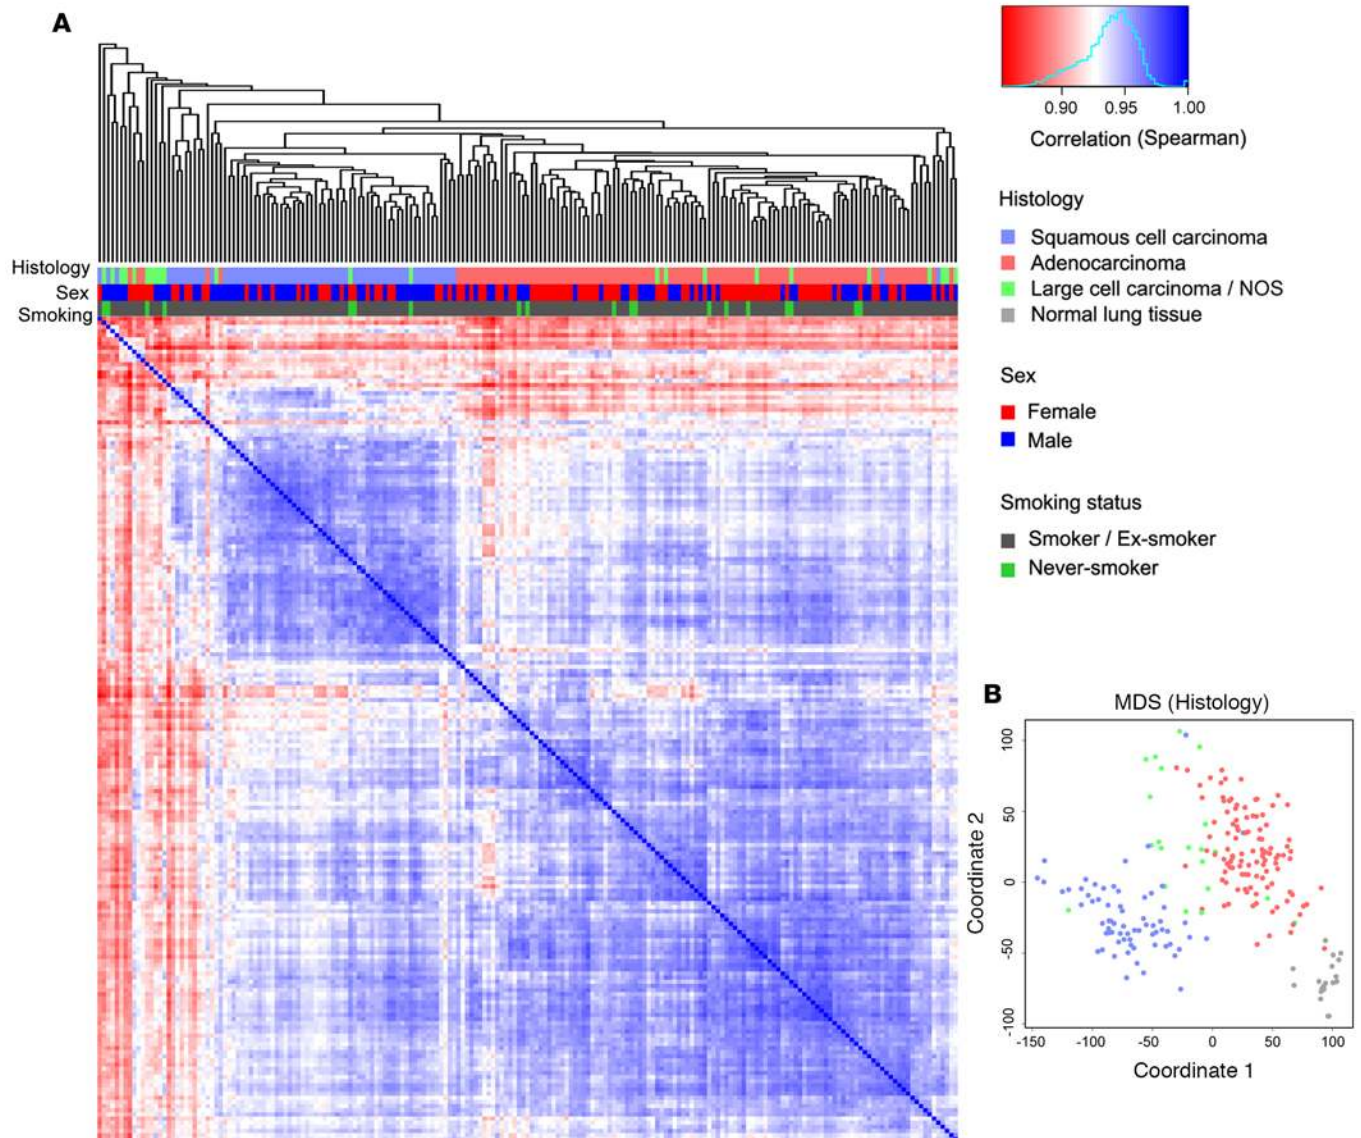 A
0.90 0.95 1.00
Correlation (Spearman)
Histology
Squamous cell carcinoma
Adenocarcinoma
Large cell carcinoma / NOS
Normal lung tissue
Sex
Female
Male
Smoking status
Smoker / Ex-smoker
Never-smoker
Histology
Sex
Smoking
B
MDS (Histology)
Coordinate 2
100
50
0
-50
-100
-150 -100 -50 0 50 100
Coordinate 1